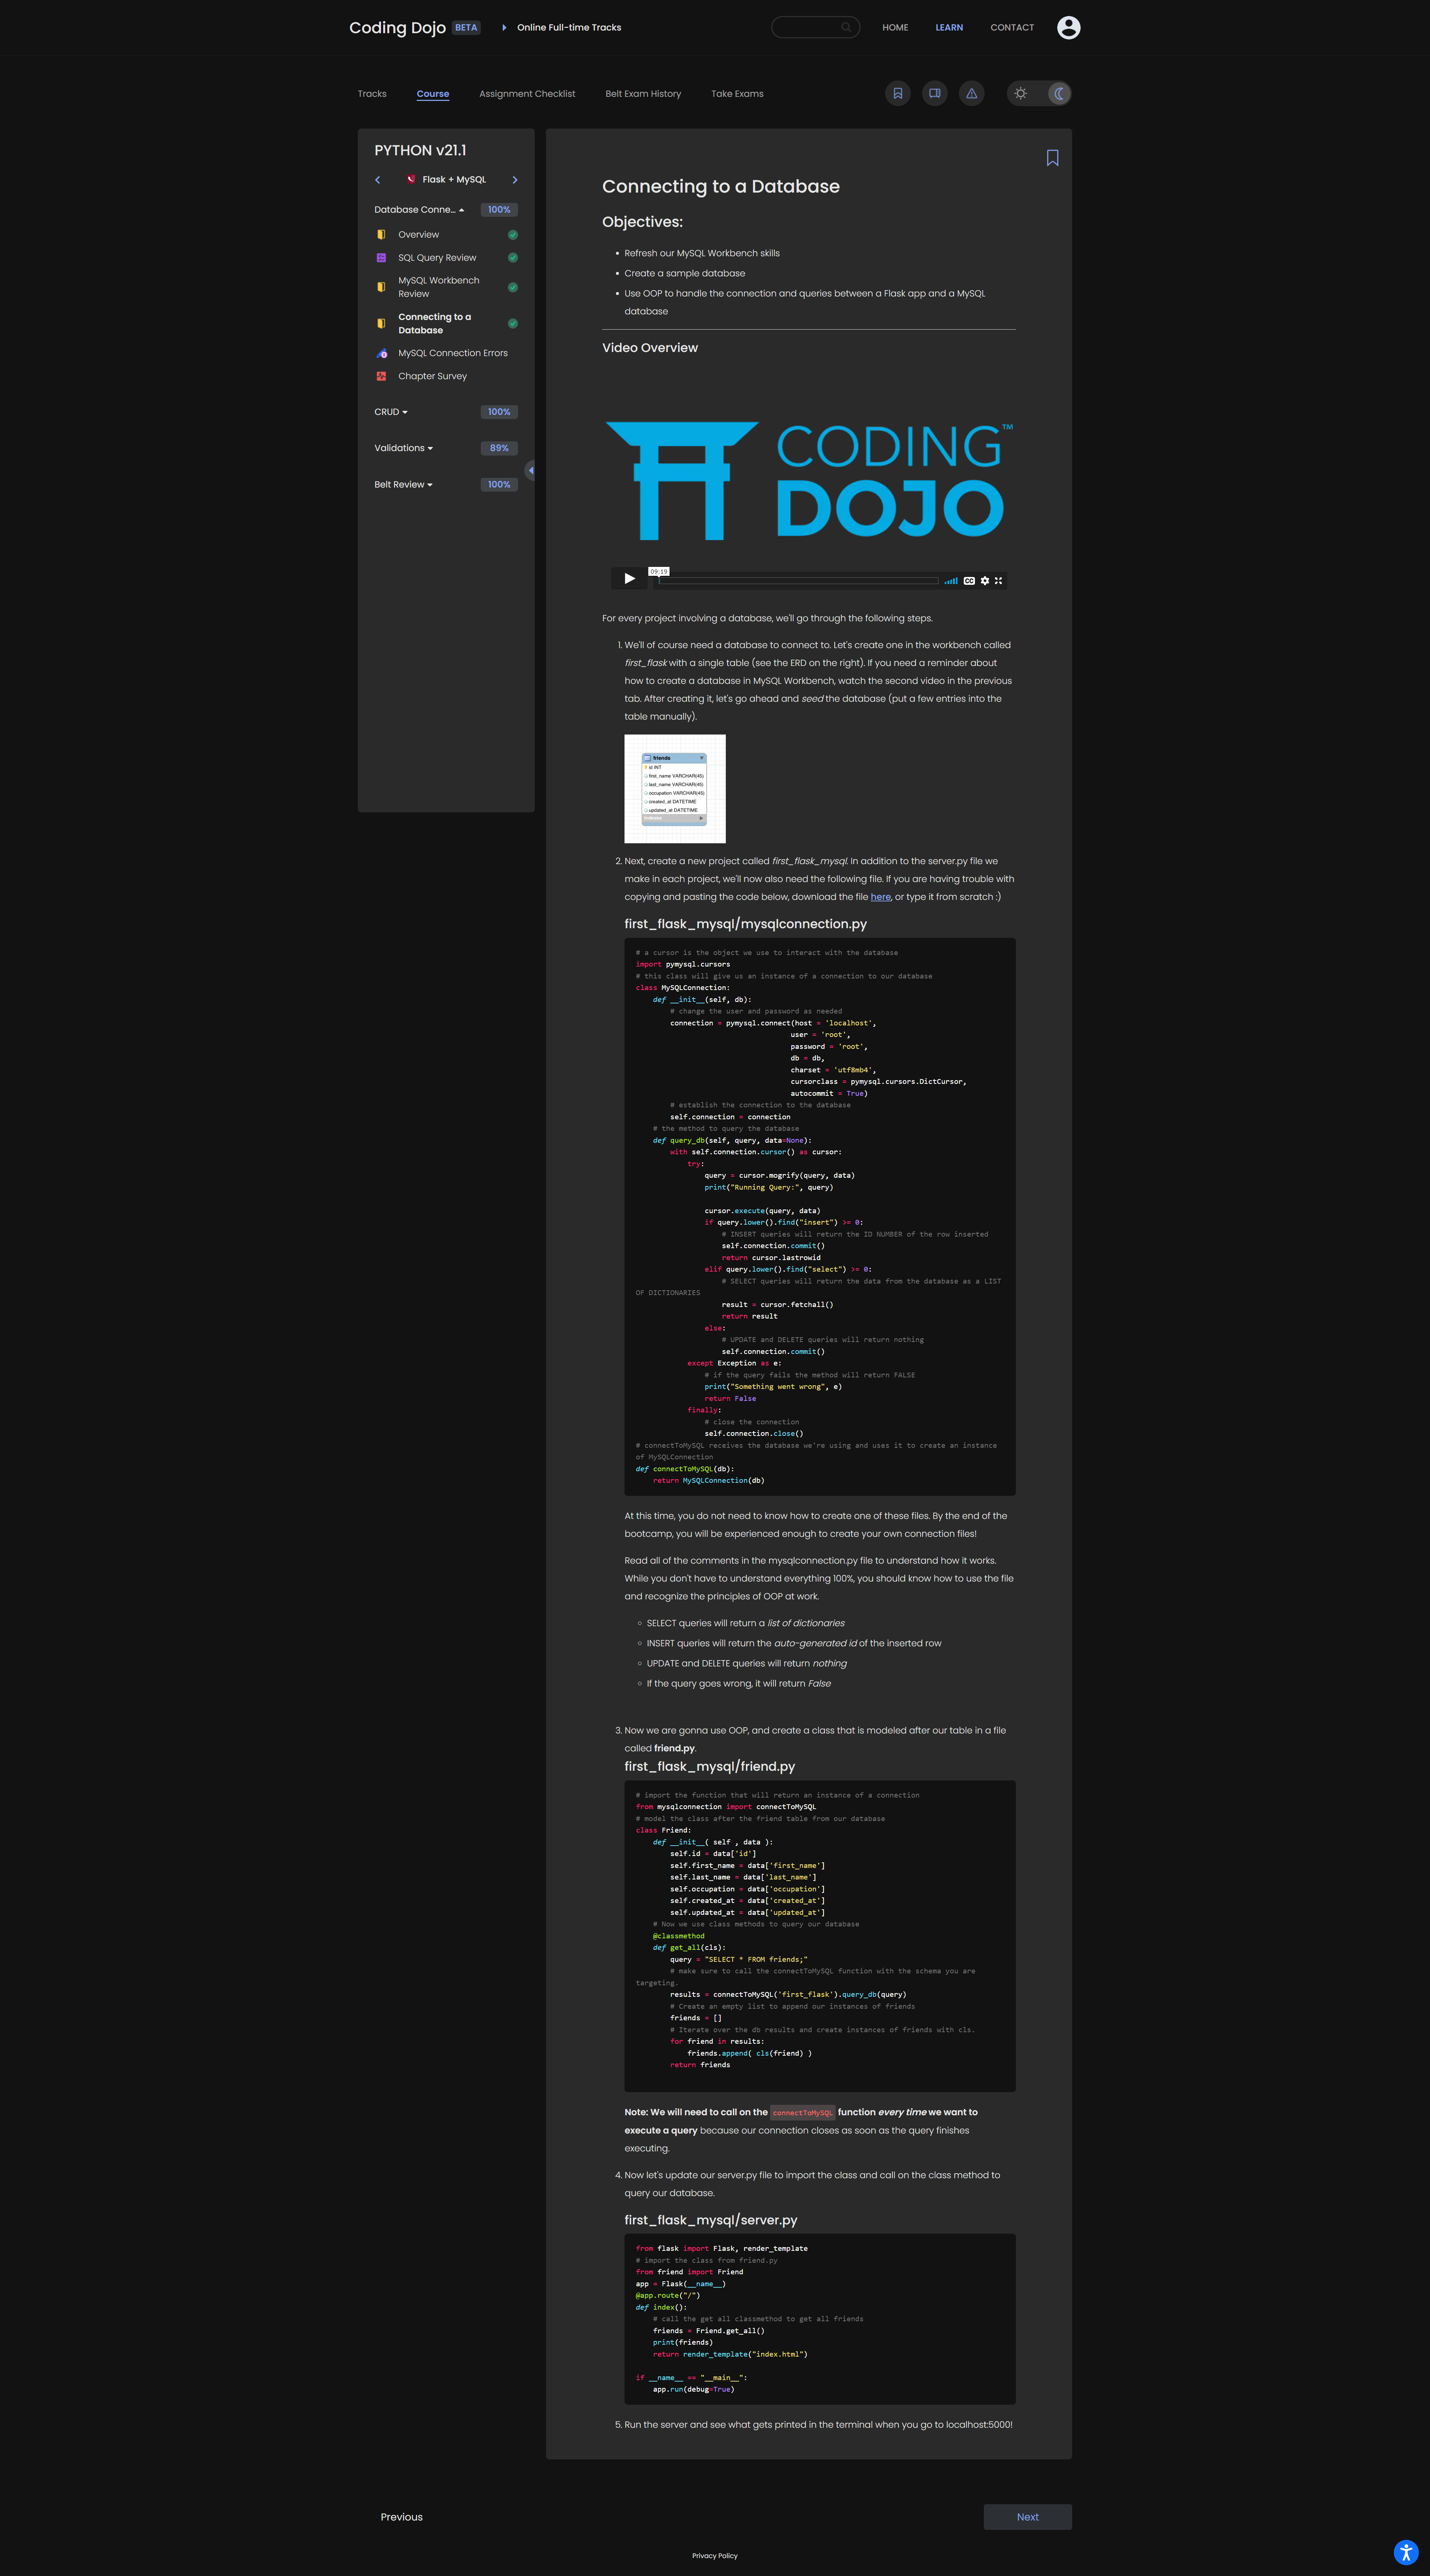 Coding Dojo BETA Online Full-time Tracks HOME LEARN CONTACT
Tracks Course Assignment Checklist Belt Exam History Take Exams
PYTHON v21.1
Flask + MySQL
Database Conne... 100%
Overview
SQL Query Review
MySQL Workbench
Review
Connecting to a
Database
MySQL Connection Errors
Chapter Survey
CRUD 100%
Validations 89%
Belt Review 100%
Connecting to a Database
Objectives:
• Refresh our MySQL Workbench skills
• Create a sample database
• Use OOP to handle the connection and queries between a Flask app and a MySQL
database
Video Overview
CODING™
DOJO
09:19
CC
For every project involving a database, we'll go through the following steps.
1. We'll of course need a database to connect to. Let's create one in the workbench called
first_flask with a single table (see the ERD on the right). If you need a reminder about
how to create a database in MySQL Workbench, watch the second video in the previous
tab. After creating it, let's go ahead and seed the database (put a few entries into the
table manually).
friends
id INT
first_name VARCHAR(45)
last_name VARCHAR(45)
occupation VARCHAR(45)
created_at DATETIME
updated_at DATETIME
Indexes
2. Next, create a new project called first_flask_mysql. In addition to the server.py file we
make in each project, we'll now also need the following file. If you are having trouble with
copying and pasting the code below, download the file here, or type it from scratch :)
first_flask_mysql/mysqlconnection.py
# a cursor is the object we use to interact with the database
import pymysql.cursors
# this class will give us an instance of a connection to our database
class MySQLConnection:
    def __init__(self, db):
        # change the user and password as needed
        connection = pymysql.connect(host = 'localhost',
                                    user = 'root',
                                    password = 'root',
                                    db = db,
                                    charset = 'utf8mb4',
                                    cursorclass = pymysql.cursors.DictCursor,
                                    autocommit = True)
        # establish the connection to the database
        self.connection = connection
    # the method to query the database
    def query_db(self, query, data=None):
        with self.connection.cursor() as cursor:
            try:
                query = cursor.mogrify(query, data)
                print("Running Query:", query)
                cursor.execute(query, data)
                if query.lower().find("insert") >= 0:
                    # INSERT queries will return the ID NUMBER of the row inserted
                    self.connection.commit()
                    return cursor.lastrowid
                elif query.lower().find("select") >= 0:
                    # SELECT queries will return the data from the database as a LIST
OF DICTIONARIES
                    result = cursor.fetchall()
                    return result
                else:
                    # UPDATE and DELETE queries will return nothing
                    self.connection.commit()
            except Exception as e:
                # if the query fails the method will return FALSE
                print("Something went wrong", e)
                return False
            finally:
                # close the connection
                self.connection.close()
# connectToMySQL receives the database we're using and uses it to create an instance
of MySQLConnection
def connectToMySQL(db):
    return MySQLConnection(db)
At this time, you do not need to know how to create one of these files. By the end of the
bootcamp, you will be experienced enough to create your own connection files!
Read all of the comments in the mysqlconnection.py file to understand how it works.
While you don't have to understand everything 100%, you should know how to use the file
and recognize the principles of OOP at work.
◦ SELECT queries will return a list of dictionaries
◦ INSERT queries will return the auto-generated id of the inserted row
◦ UPDATE and DELETE queries will return nothing
◦ If the query goes wrong, it will return False
3. Now we are gonna use OOP, and create a class that is modeled after our table in a file
called friend.py.
first_flask_mysql/friend.py
# import the function that will return an instance of a connection
from mysqlconnection import connectToMySQL
# model the class after the friend table from our database
class Friend:
    def __init__( self , data ):
        self.id = data['id']
        self.first_name = data['first_name']
        self.last_name = data['last_name']
        self.occupation = data['occupation']
        self.created_at = data['created_at']
        self.updated_at = data['updated_at']
    # Now we use class methods to query our database
    @classmethod
    def get_all(cls):
        query = "SELECT * FROM friends;"
        # make sure to call the connectToMySQL function with the schema you are
targeting.
        results = connectToMySQL('first_flask').query_db(query)
        # Create an empty list to append our instances of friends
        friends = []
        # Iterate over the db results and create instances of friends with cls.
        for friend in results:
            friends.append( cls(friend) )
        return friends
Note: We will need to call on the connectToMySQL function every time we want to
execute a query because our connection closes as soon as the query finishes
executing.
4. Now let's update our server.py file to import the class and call on the class method to
query our database.
first_flask_mysql/server.py
from flask import Flask, render_template
# import the class from friend.py
from friend import Friend
app = Flask(__name__)
@app.route("/")
def index():
    # call the get all classmethod to get all friends
    friends = Friend.get_all()
    print(friends)
    return render_template("index.html")
if __name__ == "__main__":
    app.run(debug=True)
5. Run the server and see what gets printed in the terminal when you go to localhost:5000!
Previous Next
Privacy Policy